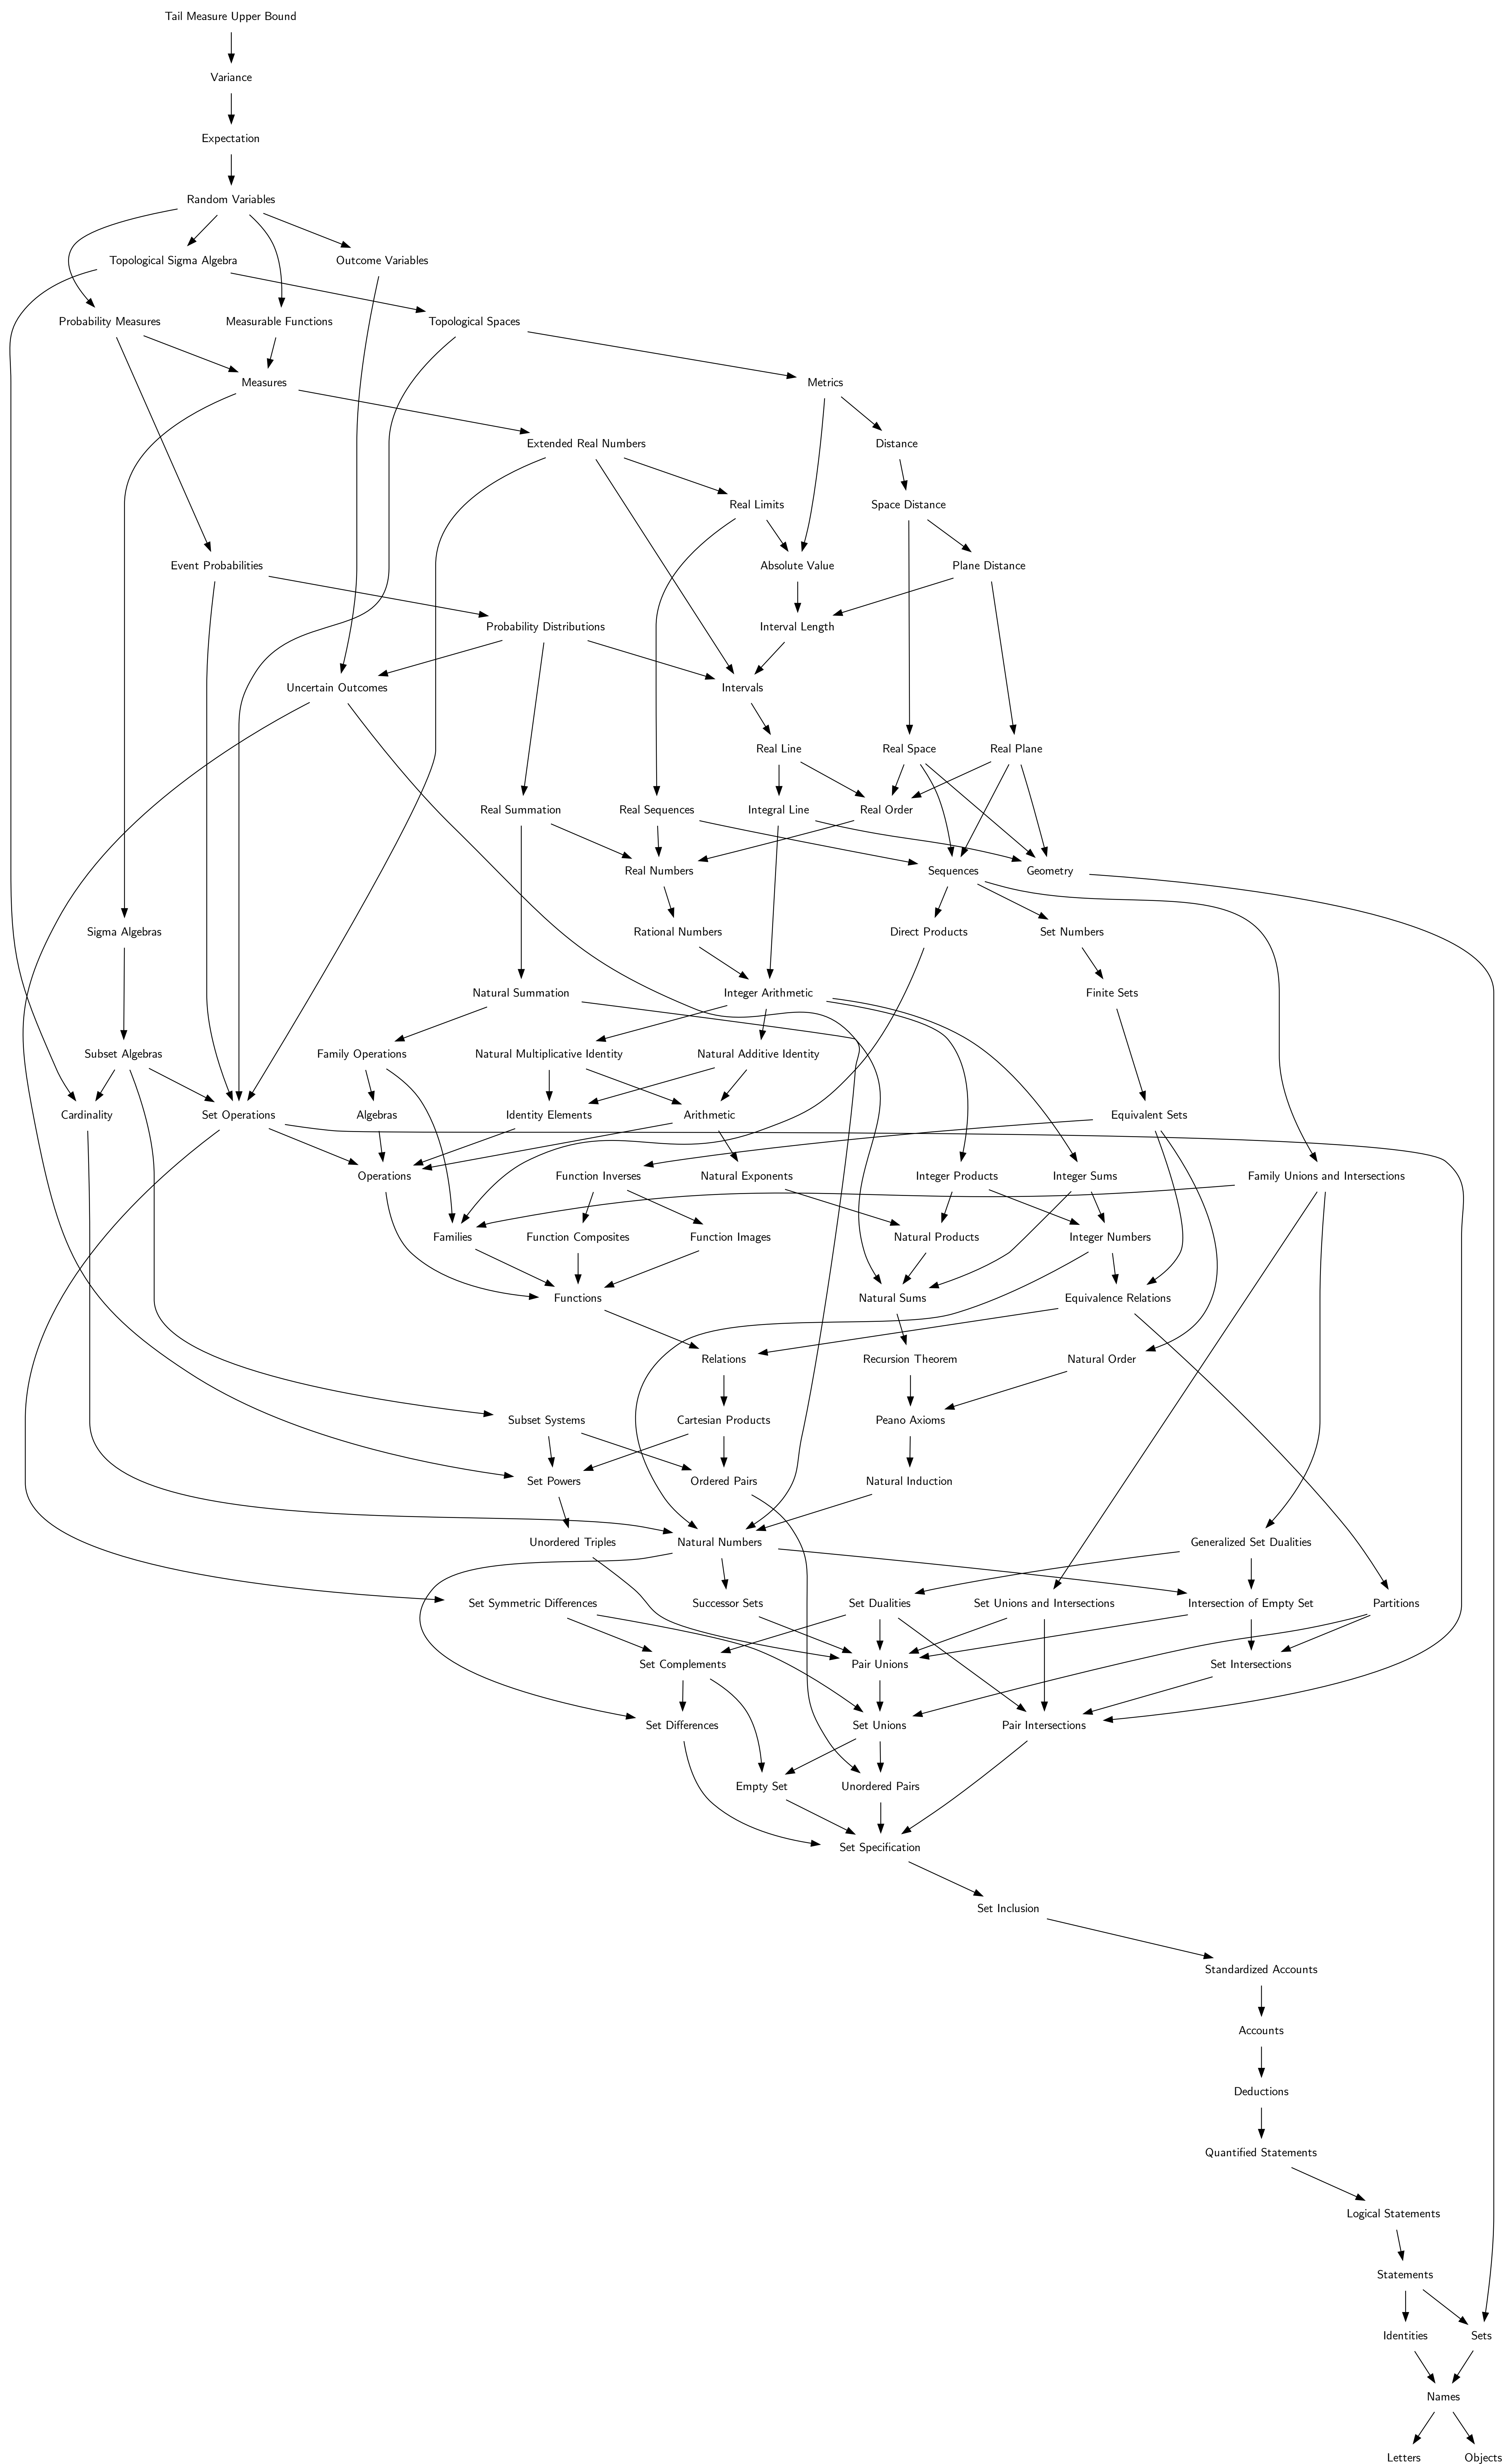 Tail Measure Upper Bound
Variance
Expectation
Random Variables
Topological Sigma Algebra
Outcome Variables
Probability Measures
Measurable Functions
Topological Spaces
Measures
Metrics
Extended Real Numbers
Distance
Real Limits
Space Distance
Event Probabilities
Absolute Value
Plane Distance
Probability Distributions
Interval Length
Uncertain Outcomes
Intervals
Real Line
Real Space
Real Plane
Real Summation
Real Sequences
Integral Line
Real Order
Real Numbers
Sequences
Geometry
Sigma Algebras
Rational Numbers
Direct Products
Set Numbers
Natural Summation
Integer Arithmetic
Finite Sets
Subset Algebras
Family Operations
Natural Multiplicative Identity
Natural Additive Identity
Cardinality
Set Operations
Algebras
Identity Elements
Arithmetic
Equivalent Sets
Operations
Function Inverses
Natural Exponents
Integer Products
Integer Sums
Family Unions and Intersections
Families
Function Composites
Function Images
Natural Products
Integer Numbers
Functions
Natural Sums
Equivalence Relations
Relations
Recursion Theorem
Natural Order
Subset Systems
Cartesian Products
Peano Axioms
Set Powers
Ordered Pairs
Natural Induction
Unordered Triples
Natural Numbers
Generalized Set Dualities
Set Symmetric Differences
Successor Sets
Set Dualities
Set Unions and Intersections
Intersection of Empty Set
Partitions
Set Complements
Pair Unions
Set Intersections
Set Differences
Set Unions
Pair Intersections
Empty Set
Unordered Pairs
Set Specification
Set Inclusion
Standardized Accounts
Accounts
Deductions
Quantified Statements
Logical Statements
Statements
Identities
Sets
Names
Letters
Objects